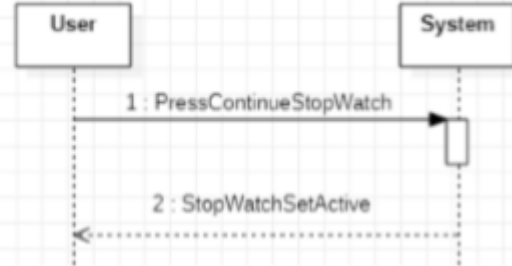 User
System
1 : PressContinueStopWatch
2 : StopWatchSetActive